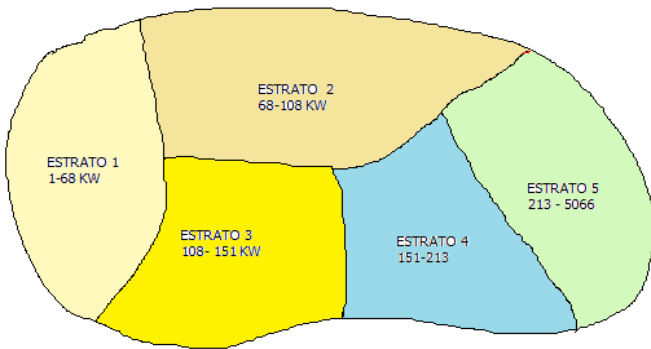 ESTRATO 1
1-68 KW
ESTRATO 2
68-108 KW
ESTRATO 3
108- 151 KW
ESTRATO 4
151-213
ESTRATO 5
213 - 5066